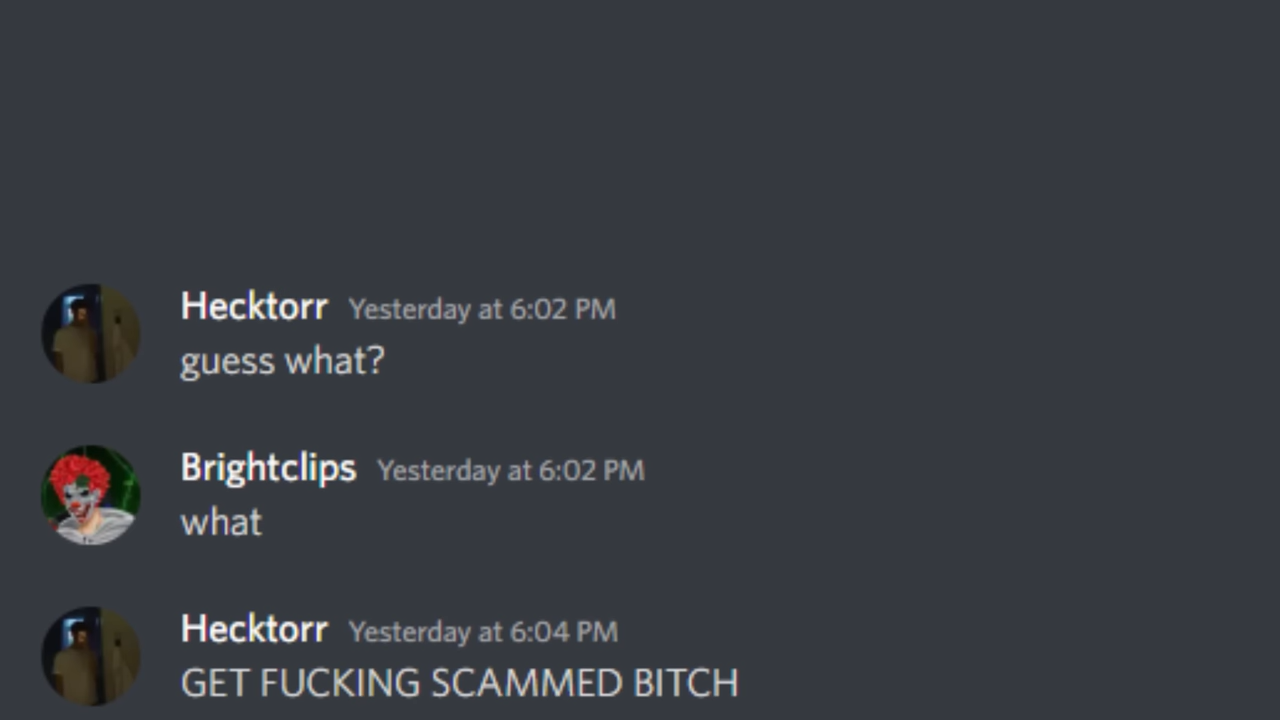 Hecktorr Yesterday at 6:02 PM
guess what?
Brightclips Yesterday at 6:02 PM
what
Hecktorr Yesterday at 6:04 PM
GET FUCKING SCAMMED BITCH